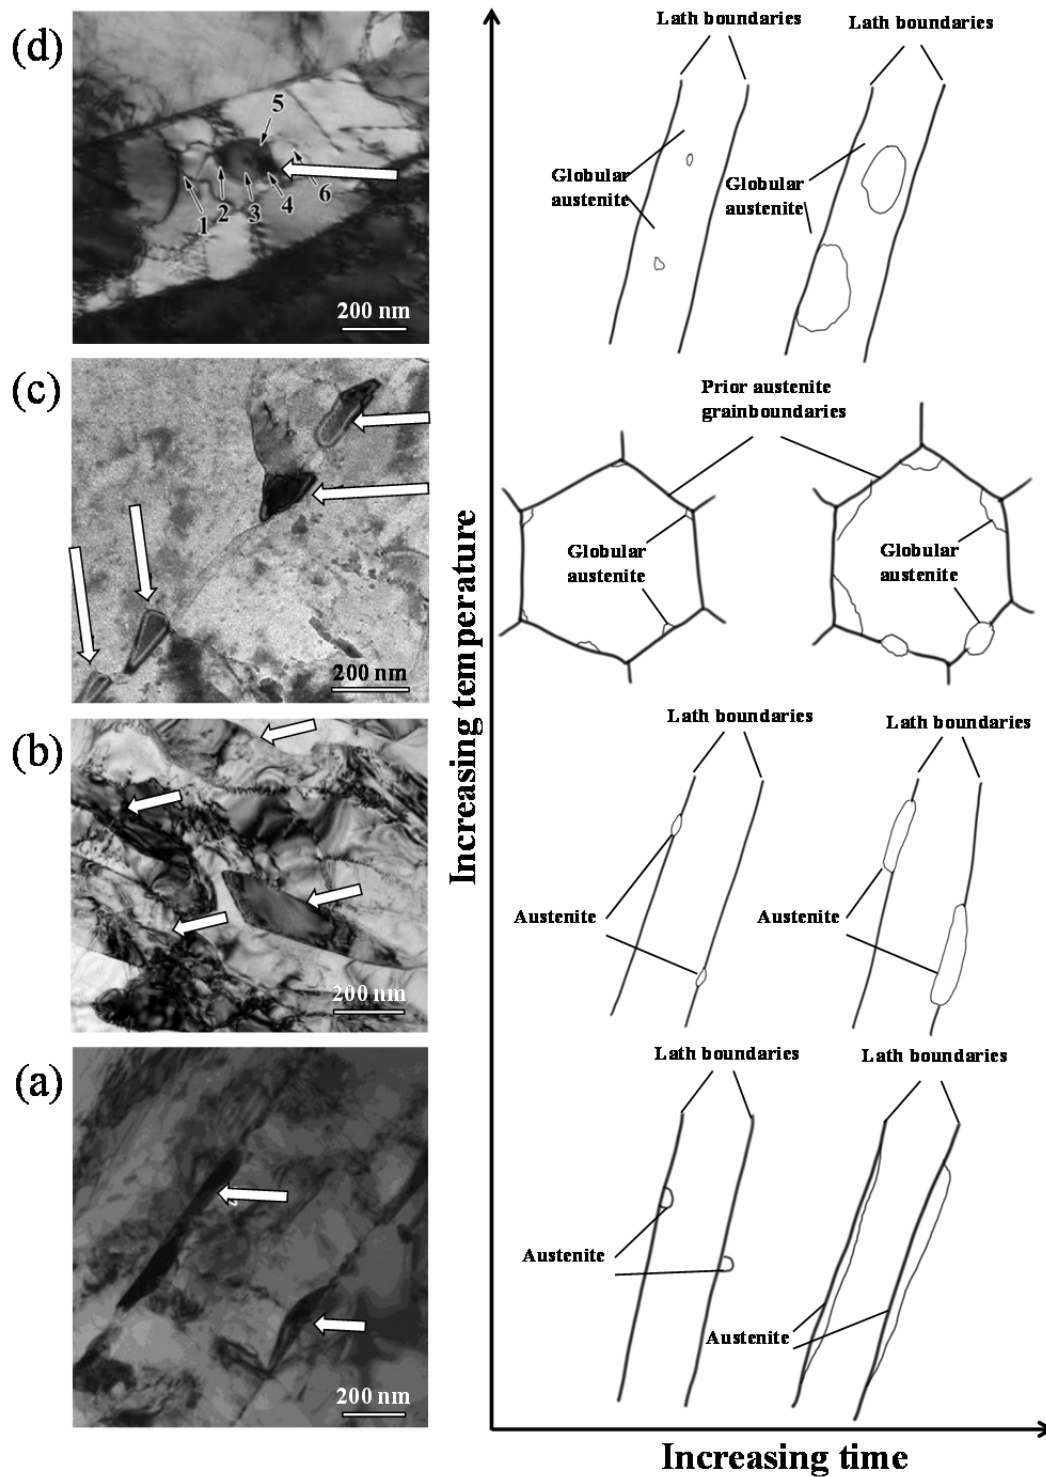 (d)
5
1
2
3
4
6
200 nm
(c)
200 nm
(b)
200 nm
(a)
200 nm
Increasing temperature
Lath boundaries
Lath boundaries
Globular
austenite
Globular
austenite
Prior austenite
grainboundaries
Globular
austenite
Globular
austenite
Lath boundaries
Lath boundaries
Austenite
Austenite
Lath boundaries
Lath boundaries
Austenite
Austenite
Increasing time